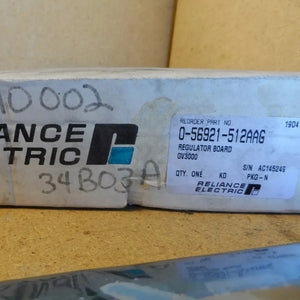 10002
IANCE
TRIC
34B03A
REORDER PART NO. 1904
0-56921-512AAG
REGULATOR BOARD
GV3000
S/N AC145249
QTY. ONE KD PKG-N
RELIANCE
ELECTRIC